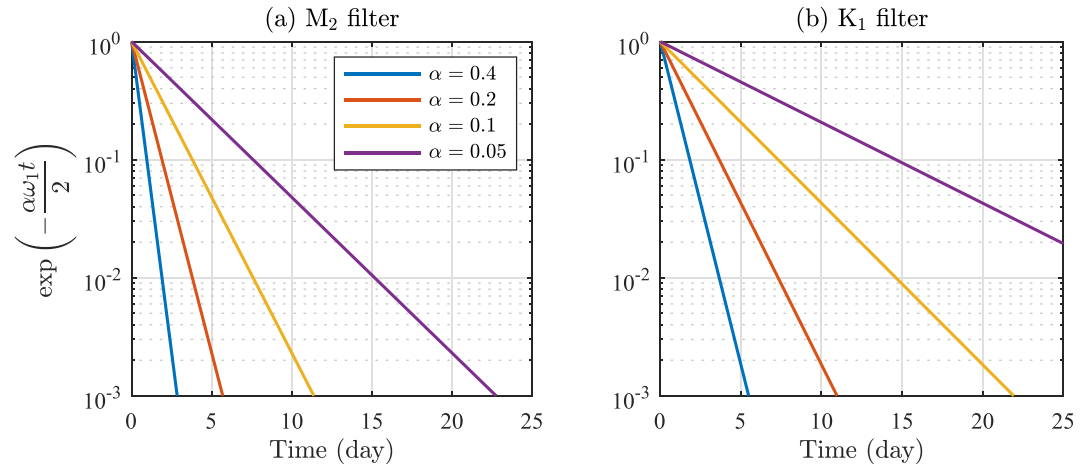 (a) M₂ filter
(b) K₁ filter
exp (−αω₁t/2)
10⁰
10⁻¹
10⁻²
10⁻³
α = 0.4
α = 0.2
α = 0.1
α = 0.05
0 5 10 15 20 25
Time (day)
10⁰
10⁻¹
10⁻²
10⁻³
0 5 10 15 20 25
Time (day)